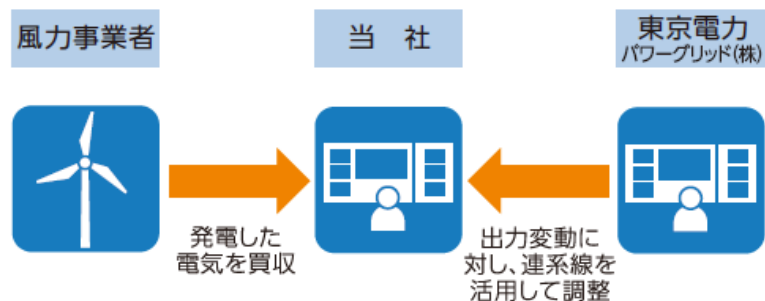 風力事業者
当 社
東京電力
パワーグリッド(株)
発電した
電気を買収
出力変動に
対し、連系線を
活用して調整